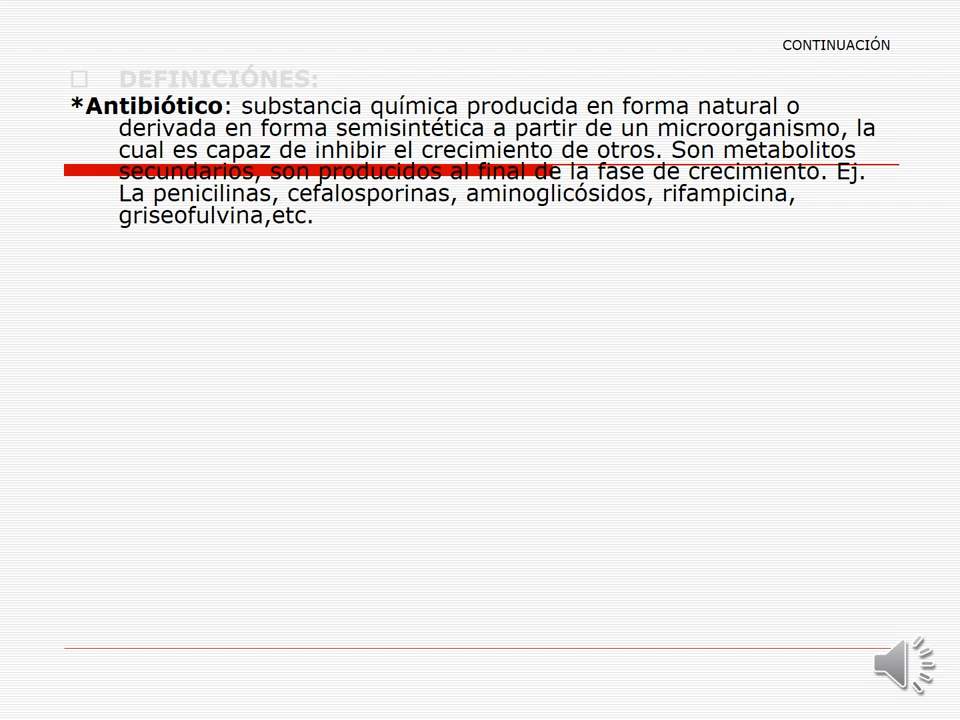 CONTINUACIÓN
DEFINICIÓNES:
*Antibiótico: substancia química producida en forma natural o
derivada en forma semisintética a partir de un microorganismo, la
cual es capaz de inhibir el crecimiento de otros. Son metabolitos
secundarios, son producidos al final de la fase de crecimiento. Ej.
La penicilinas, cefalosporinas, aminoglicósidos, rifampicina,
griseofulvina,etc.